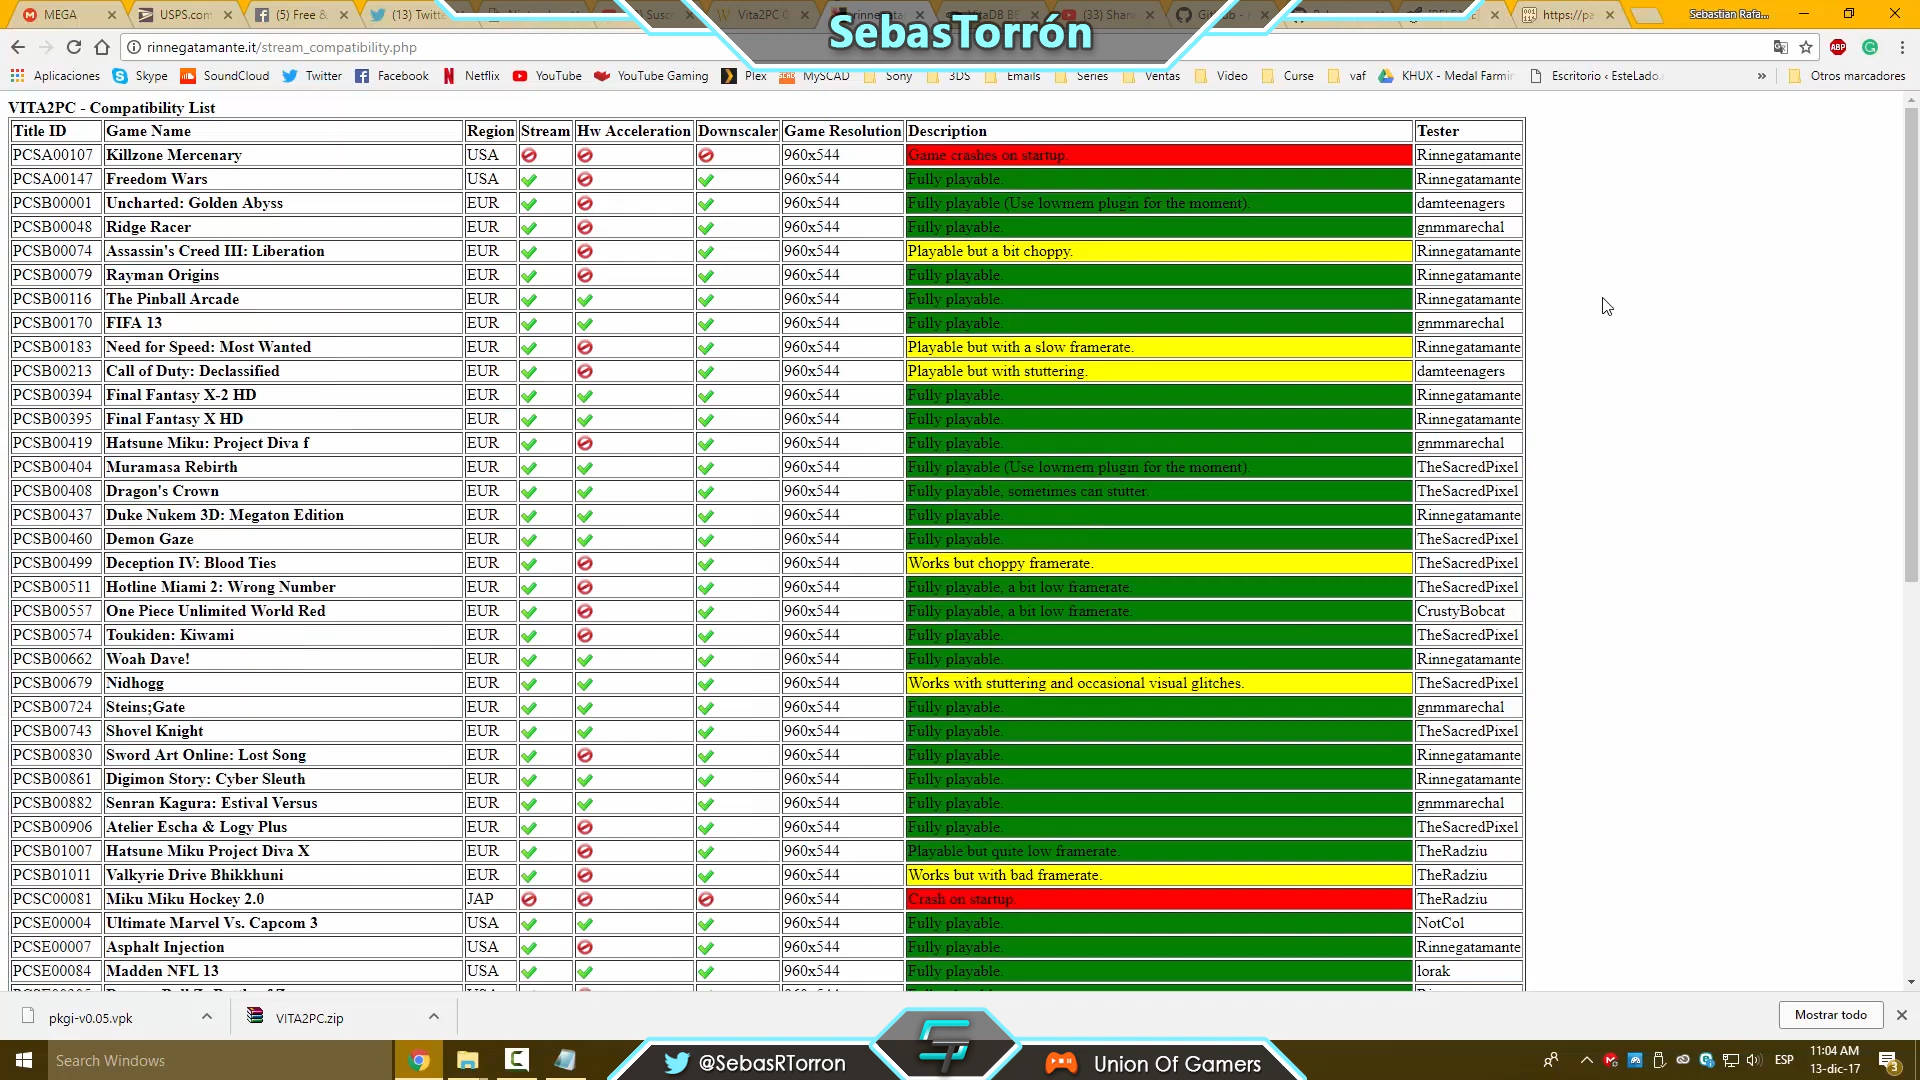 MEGA
USPS.com
(5) Free &
(13) Twitte
Vita2PC 0
VitaDB BE
(33) Shan
https://pa
Sebastian Rafa...
SebasTorrón
rinnegatamante.it/stream_compatibility.php
ABP
Aplicaciones Skype SoundCloud Twitter Facebook Netflix YouTube YouTube Gaming Plex MySCAD Sony 3DS Emails Series Ventas Video Curse vaf KHUX - Medal Farmi Escritorio ‹ EsteLado » Otros marcadores
VITA2PC - Compatibility List
Title ID Game Name Region Stream Hw Acceleration Downscaler Game Resolution Description Tester
PCSA00107 Killzone Mercenary USA 960x544 Game crashes on startup. Rinnegatamante
PCSA00147 Freedom Wars USA 960x544 Fully playable. Rinnegatamante
PCSB00001 Uncharted: Golden Abyss EUR 960x544 Fully playable (Use lowmem plugin for the moment). damteenagers
PCSB00048 Ridge Racer EUR 960x544 Fully playable. gnmmarechal
PCSB00074 Assassin's Creed III: Liberation EUR 960x544 Playable but a bit choppy. Rinnegatamante
PCSB00079 Rayman Origins EUR 960x544 Fully playable. Rinnegatamante
PCSB00116 The Pinball Arcade EUR 960x544 Fully playable. Rinnegatamante
PCSB00170 FIFA 13 EUR 960x544 Fully playable. gnmmarechal
PCSB00183 Need for Speed: Most Wanted EUR 960x544 Playable but with a slow framerate. Rinnegatamante
PCSB00213 Call of Duty: Declassified EUR 960x544 Playable but with stuttering. damteenagers
PCSB00394 Final Fantasy X-2 HD EUR 960x544 Fully playable. Rinnegatamante
PCSB00395 Final Fantasy X HD EUR 960x544 Fully playable. Rinnegatamante
PCSB00419 Hatsune Miku: Project Diva f EUR 960x544 Fully playable. gnmmarechal
PCSB00404 Muramasa Rebirth EUR 960x544 Fully playable (Use lowmem plugin for the moment). TheSacredPixel
PCSB00408 Dragon's Crown EUR 960x544 Fully playable, sometimes can stutter. TheSacredPixel
PCSB00437 Duke Nukem 3D: Megaton Edition EUR 960x544 Fully playable. Rinnegatamante
PCSB00460 Demon Gaze EUR 960x544 Fully playable. TheSacredPixel
PCSB00499 Deception IV: Blood Ties EUR 960x544 Works but choppy framerate. TheSacredPixel
PCSB00511 Hotline Miami 2: Wrong Number EUR 960x544 Fully playable, a bit low framerate. TheSacredPixel
PCSB00557 One Piece Unlimited World Red EUR 960x544 Fully playable, a bit low framerate. CrustyBobcat
PCSB00574 Toukiden: Kiwami EUR 960x544 Fully playable. TheSacredPixel
PCSB00662 Woah Dave! EUR 960x544 Fully playable. Rinnegatamante
PCSB00679 Nidhogg EUR 960x544 Works with stuttering and occasional visual glitches. TheSacredPixel
PCSB00724 Steins;Gate EUR 960x544 Fully playable. gnmmarechal
PCSB00743 Shovel Knight EUR 960x544 Fully playable. TheSacredPixel
PCSB00830 Sword Art Online: Lost Song EUR 960x544 Fully playable. Rinnegatamante
PCSB00861 Digimon Story: Cyber Sleuth EUR 960x544 Fully playable. Rinnegatamante
PCSB00882 Senran Kagura: Estival Versus EUR 960x544 Fully playable. gnmmarechal
PCSB00906 Atelier Escha & Logy Plus EUR 960x544 Fully playable. TheSacredPixel
PCSB01007 Hatsune Miku Project Diva X EUR 960x544 Playable but quite low framerate. TheRadziu
PCSB01011 Valkyrie Drive Bhikkhuni EUR 960x544 Works but with bad framerate. TheRadziu
PCSC00081 Miku Miku Hockey 2.0 JAP 960x544 Crash on startup. TheRadziu
PCSE00004 Ultimate Marvel Vs. Capcom 3 USA 960x544 Fully playable. NotCol
PCSE00007 Asphalt Injection USA 960x544 Fully playable. Rinnegatamante
PCSE00084 Madden NFL 13 USA 960x544 Fully playable. lorak
pkgi-v0.05.vpk
VITA2PC.zip
Mostrar todo
Search Windows
@SebasRTorron
Union Of Gamers
ESP
11:04 AM
13-dic-17
3